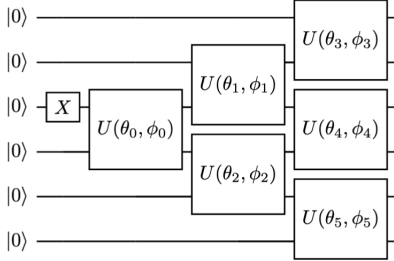 |0⟩ U(θ₃, ϕ₃)
|0⟩ U(θ₁, ϕ₁)
|0⟩ X U(θ₀, ϕ₀) U(θ₄, ϕ₄)
|0⟩ U(θ₂, ϕ₂)
|0⟩ U(θ₅, ϕ₅)
|0⟩